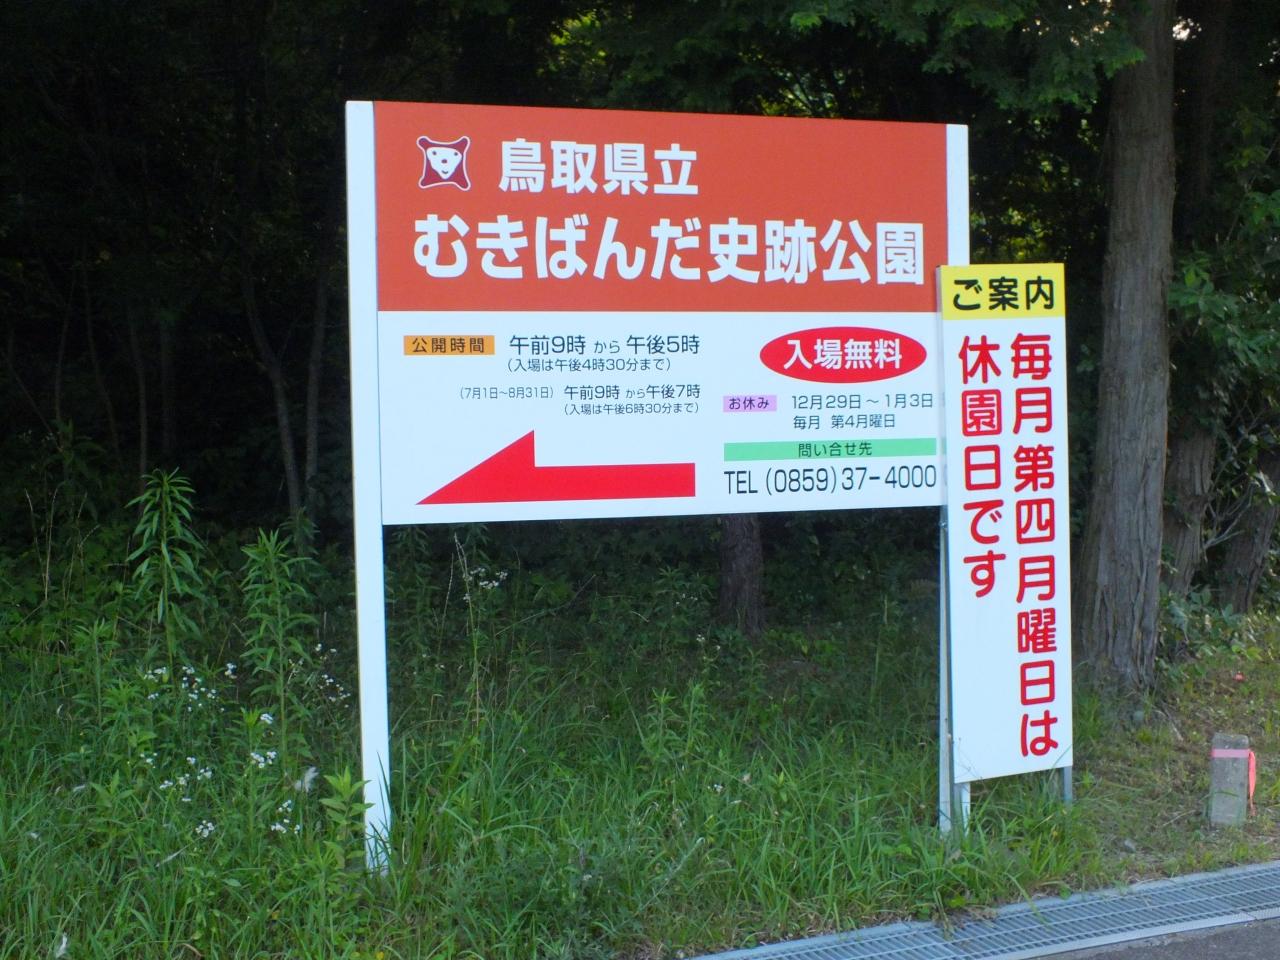 鳥取県立
むきばんだ史跡公園
公開時間 午前9時 から 午後5時
(入場は午後4時30分まで)
(7月1日～8月31日) 午前9時 から午後7時
(入場は午後6時30分まで)
入場無料
お休み 12月29日～1月3日
毎月 第4月曜日
問い合せ先
TEL (0859)37-4000
ご案内
毎月第四月曜日は
休園日です